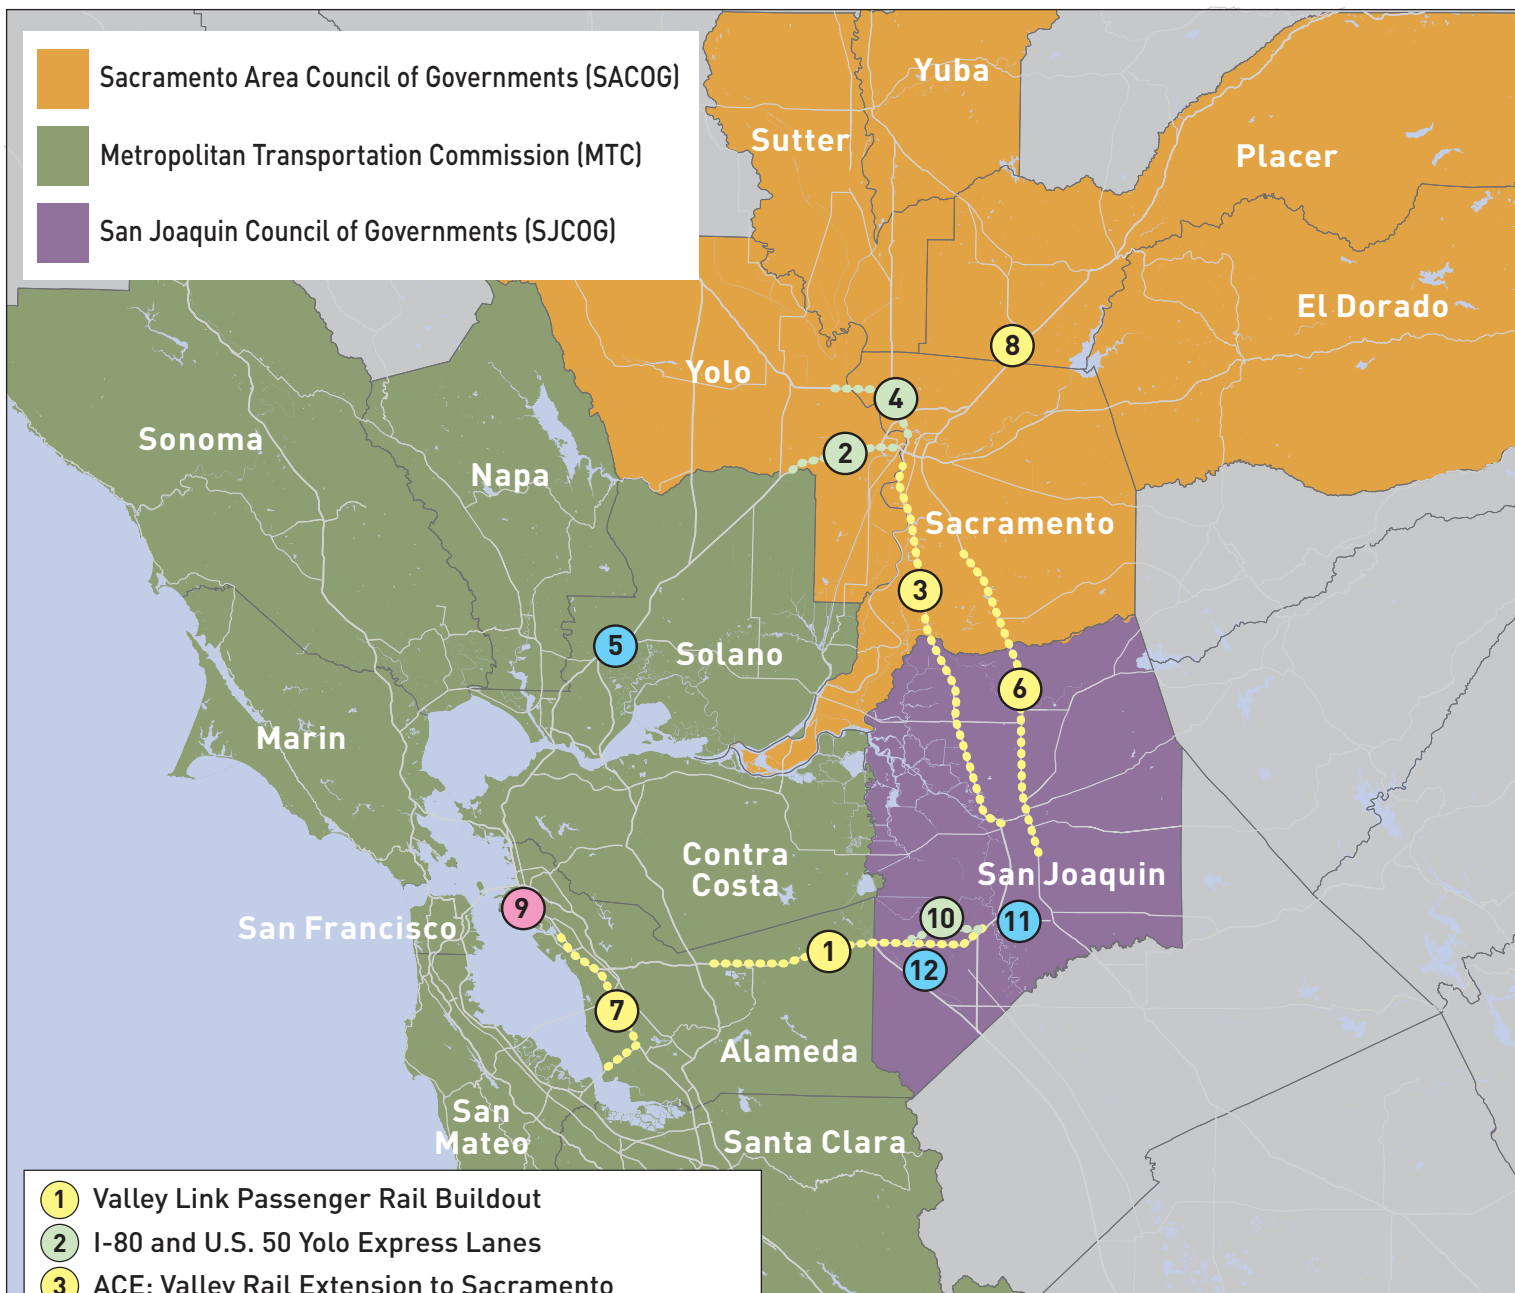 Sacramento Area Council of Governments (SACOG)
Metropolitan Transportation Commission (MTC)
San Joaquin Council of Governments (SJCOG)
Yuba
Sutter
Placer
El Dorado
8
Yolo
4
Sonoma
2
Napa
Sacramento
3
5
Solano
6
Marin
Contra
Costa
San Joaquin
9
San Francisco
10
11
1
12
7
Alameda
San
Mateo
Santa Clara
1 Valley Link Passenger Rail Buildout
2 I-80 and U.S. 50 Yolo Express Lanes
3 ACE: Valley Rail Extension to Sacramento